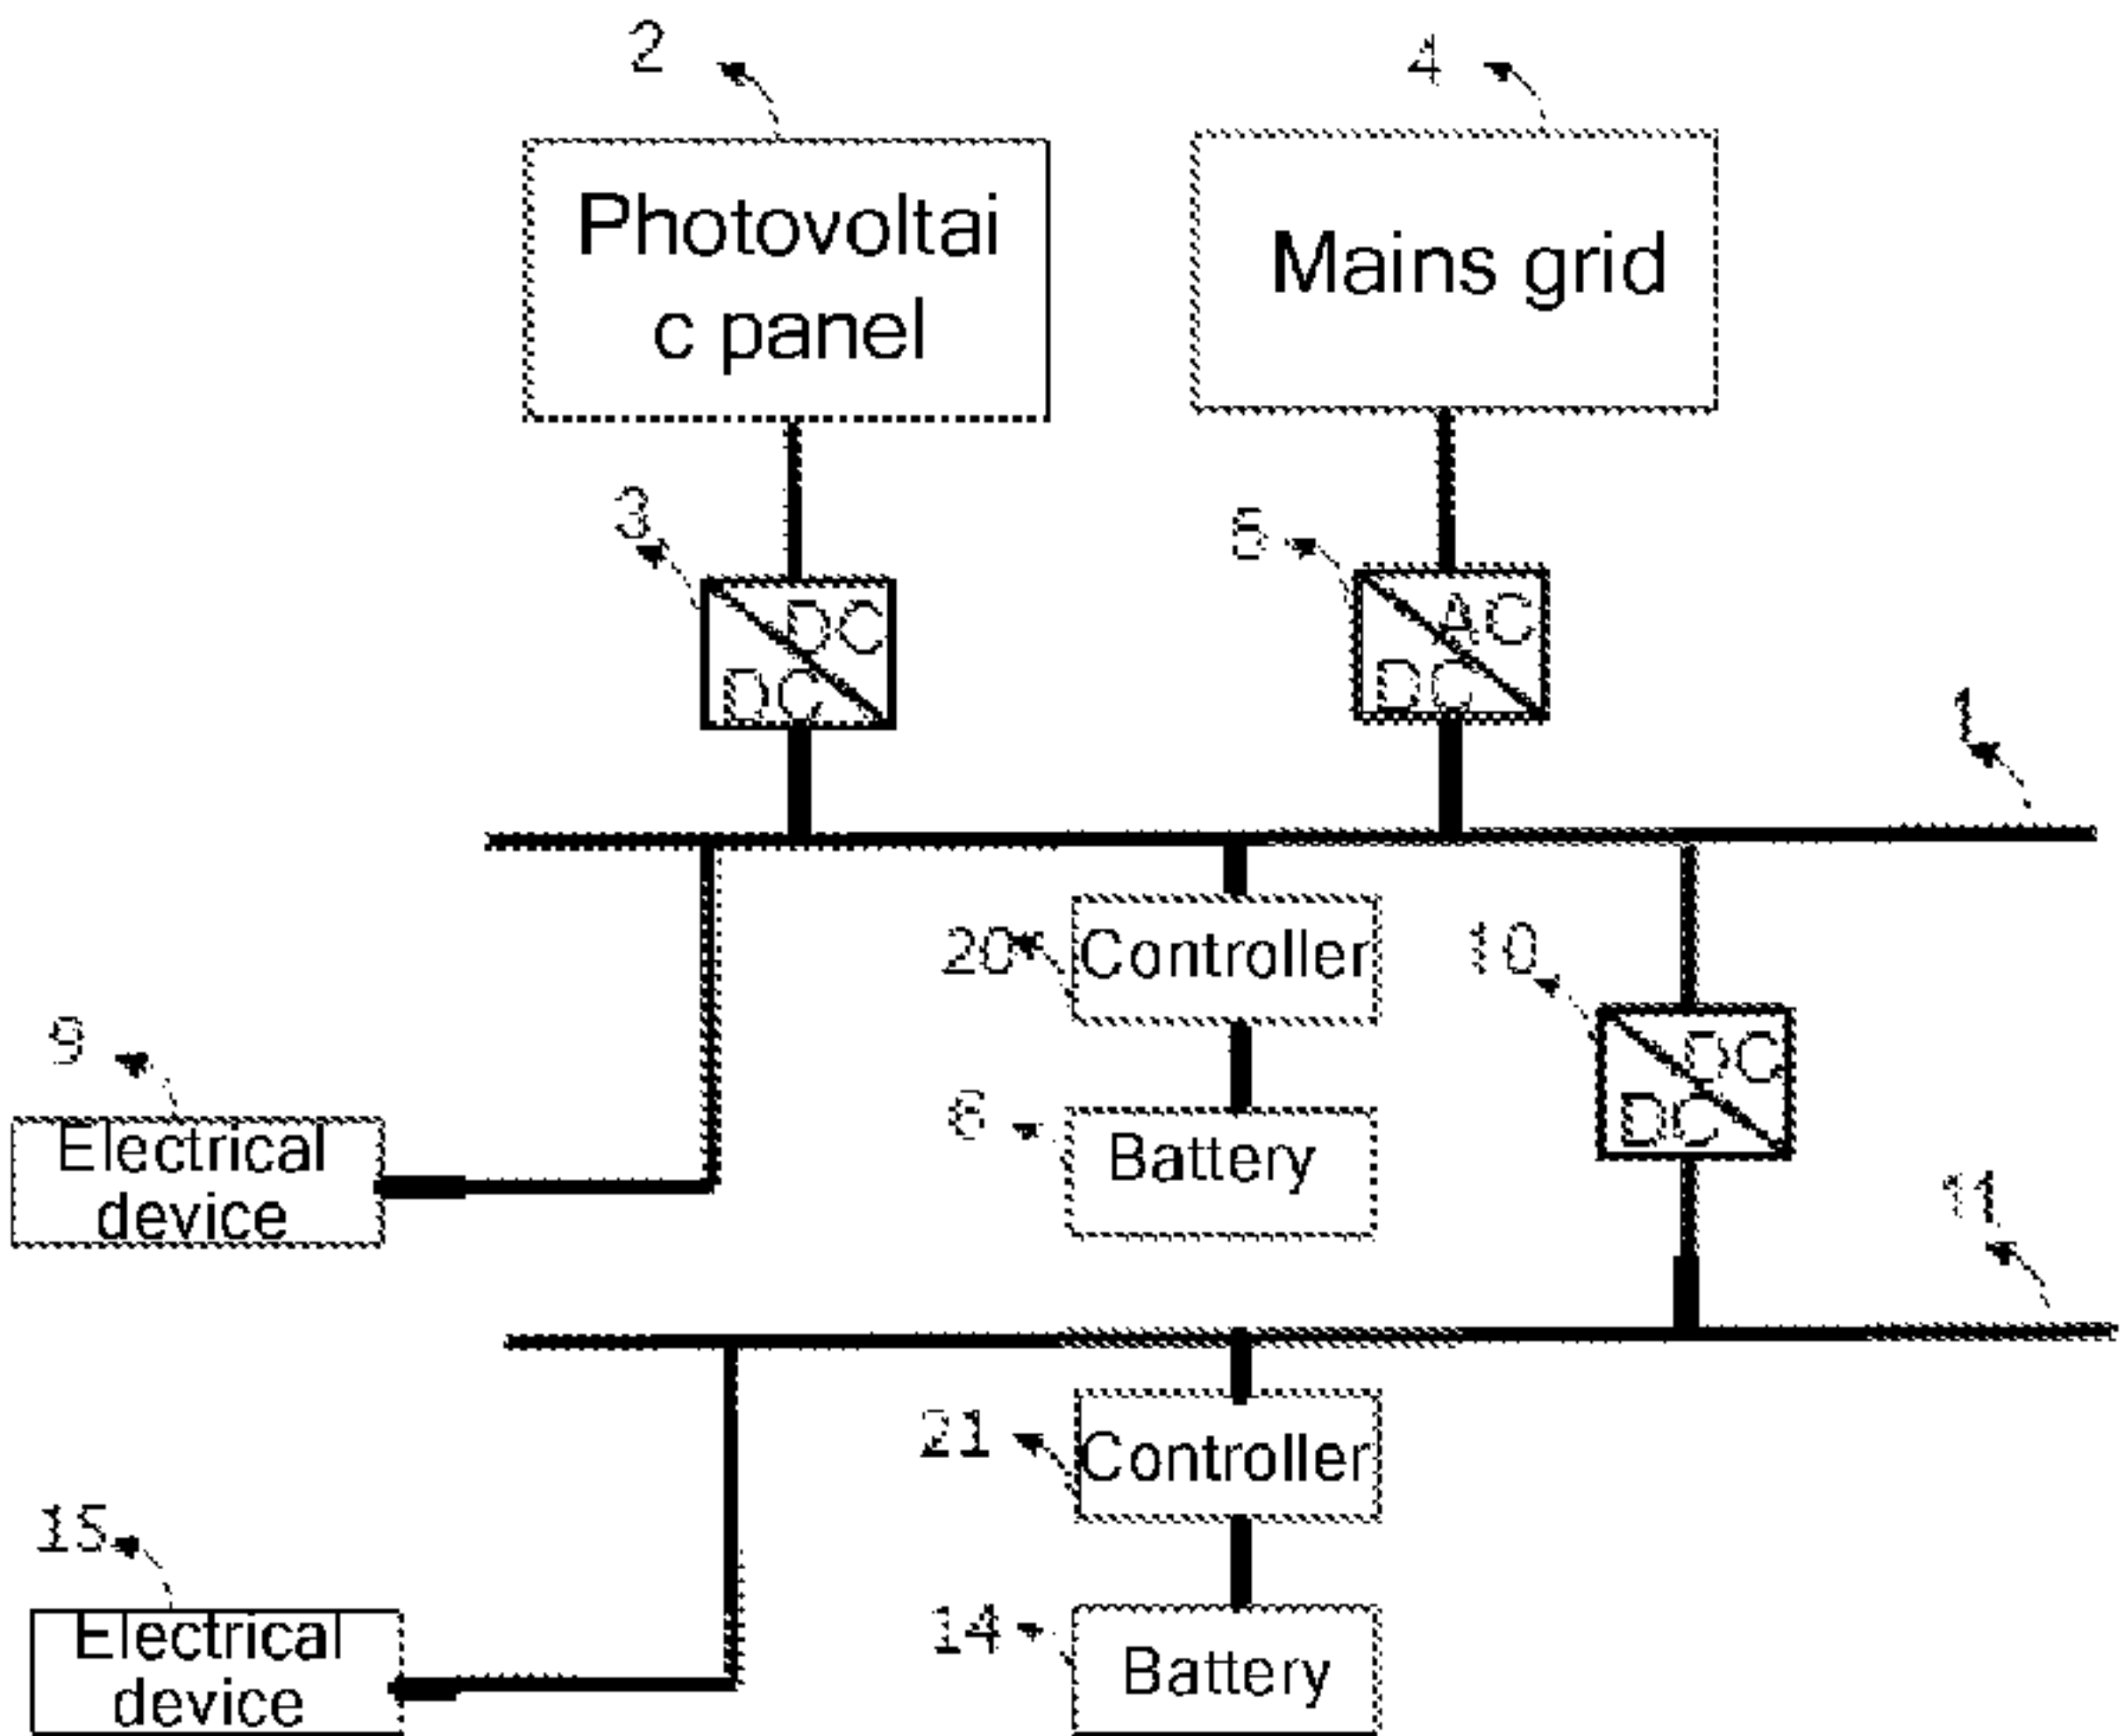 2
4
Photovoltai
c panel
Mains grid
3
5
DC
DC
AC
DC
1
20
Controller
10
9
DC
DC
Electrical
device
6
Battery
11
21
Controller
15
Electrical
device
14
Battery